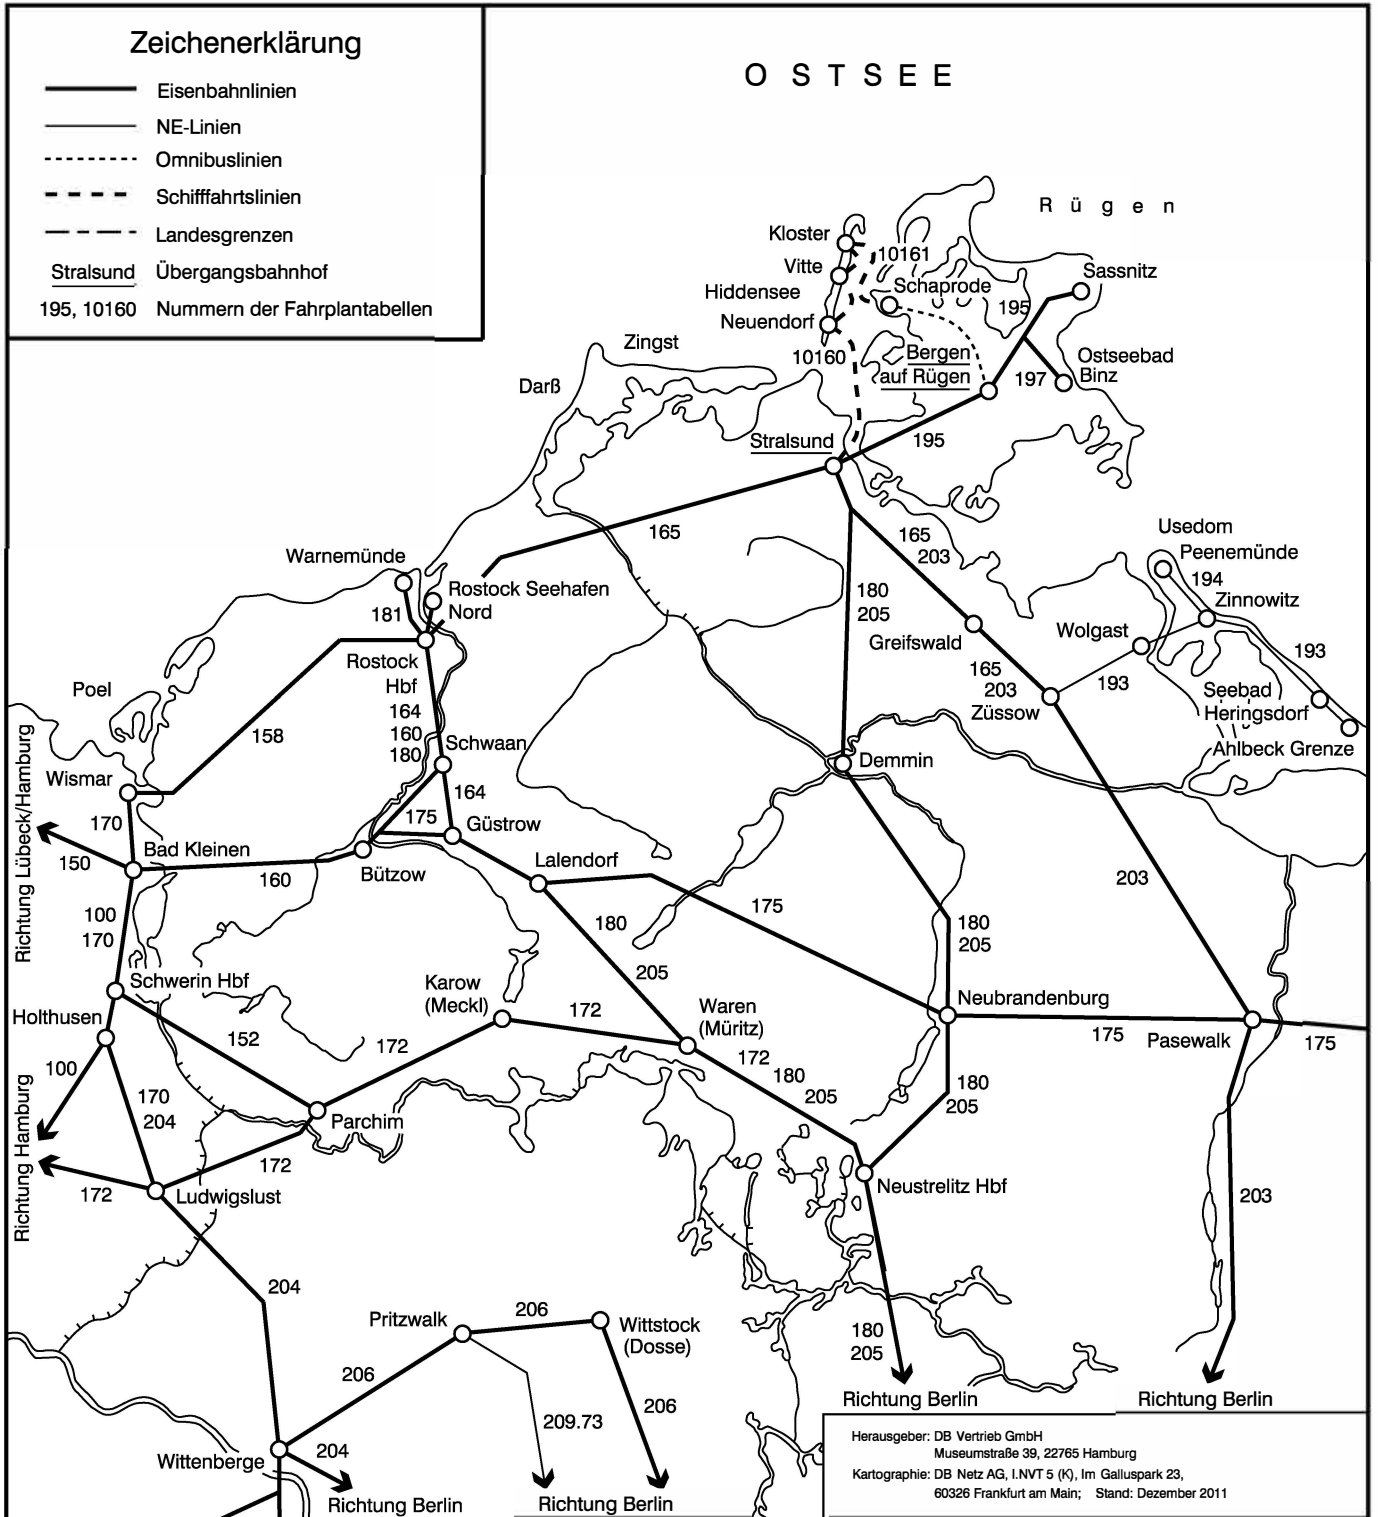 Zeichenerklärung
Eisenbahnlinien
NE-Linien
Omnibuslinien
Schifffahrtslinien
Landesgrenzen
Stralsund Übergangsbahnhof
195, 10160 Nummern der Fahrplantabellen
OSTSEE
Rügen
Kloster
10161
Vitte
Sassnitz
Schaprode
Hiddensee
195
Neuendorf
Zingst
10160
Bergen
auf Rügen
Ostseebad
Binz
197
Darß
Stralsund
195
165
165
203
Usedom
Peenemünde
194
Zinnowitz
Warnemünde
Rostock Seehafen
Nord
181
180
205
Greifswald
Wolgast
193
Rostock
Hbf
164
160
180
165
203
Züssow
193
Seebad
Heringsdorf
Ahlbeck Grenze
Poel
158
Schwaan
Demmin
Wismar
170
164
175
Güstrow
Richtung Lübeck/Hamburg
150
Bad Kleinen
160
Bützow
Lalendorf
175
203
100
170
180
205
180
205
Schwerin Hbf
Karow
(Meckl)
172
Waren
(Müritz)
Neubrandenburg
Holthusen
152
172
172
180
205
175
Pasewalk
175
100
170
204
180
205
Parchim
Richtung Hamburg
172
172
Ludwigslust
Neustrelitz Hbf
203
204
Pritzwalk
206
Wittstock
(Dosse)
180
205
206
206
209.73
Richtung Berlin
Richtung Berlin
Wittenberge
204
Richtung Berlin
Richtung Berlin
Herausgeber: DB Vertrieb GmbH
Museumstraße 39, 22765 Hamburg
Kartographie: DB Netz AG, I.NVT 5 (K), Im Galluspark 23,
60326 Frankfurt am Main; Stand: Dezember 2011